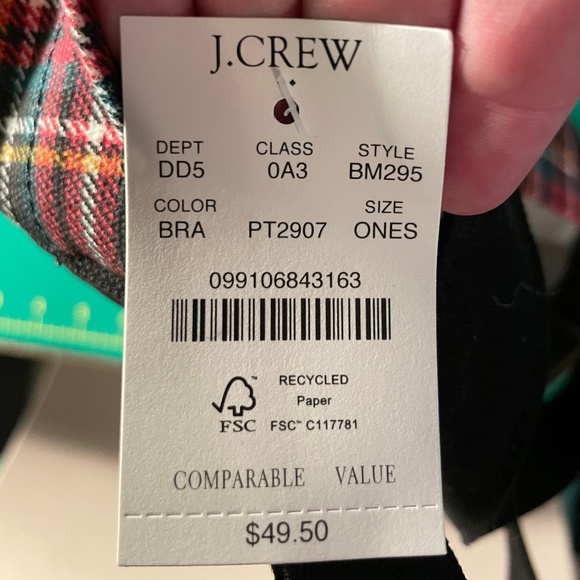 J.CREW
DEPT CLASS STYLE
DD5 0A3 BM295
COLOR SIZE
BRA PT2907 ONES
099106843163
RECYCLED
Paper
FSC™ C117781
™
FSC
COMPARABLE VALUE
$49.50